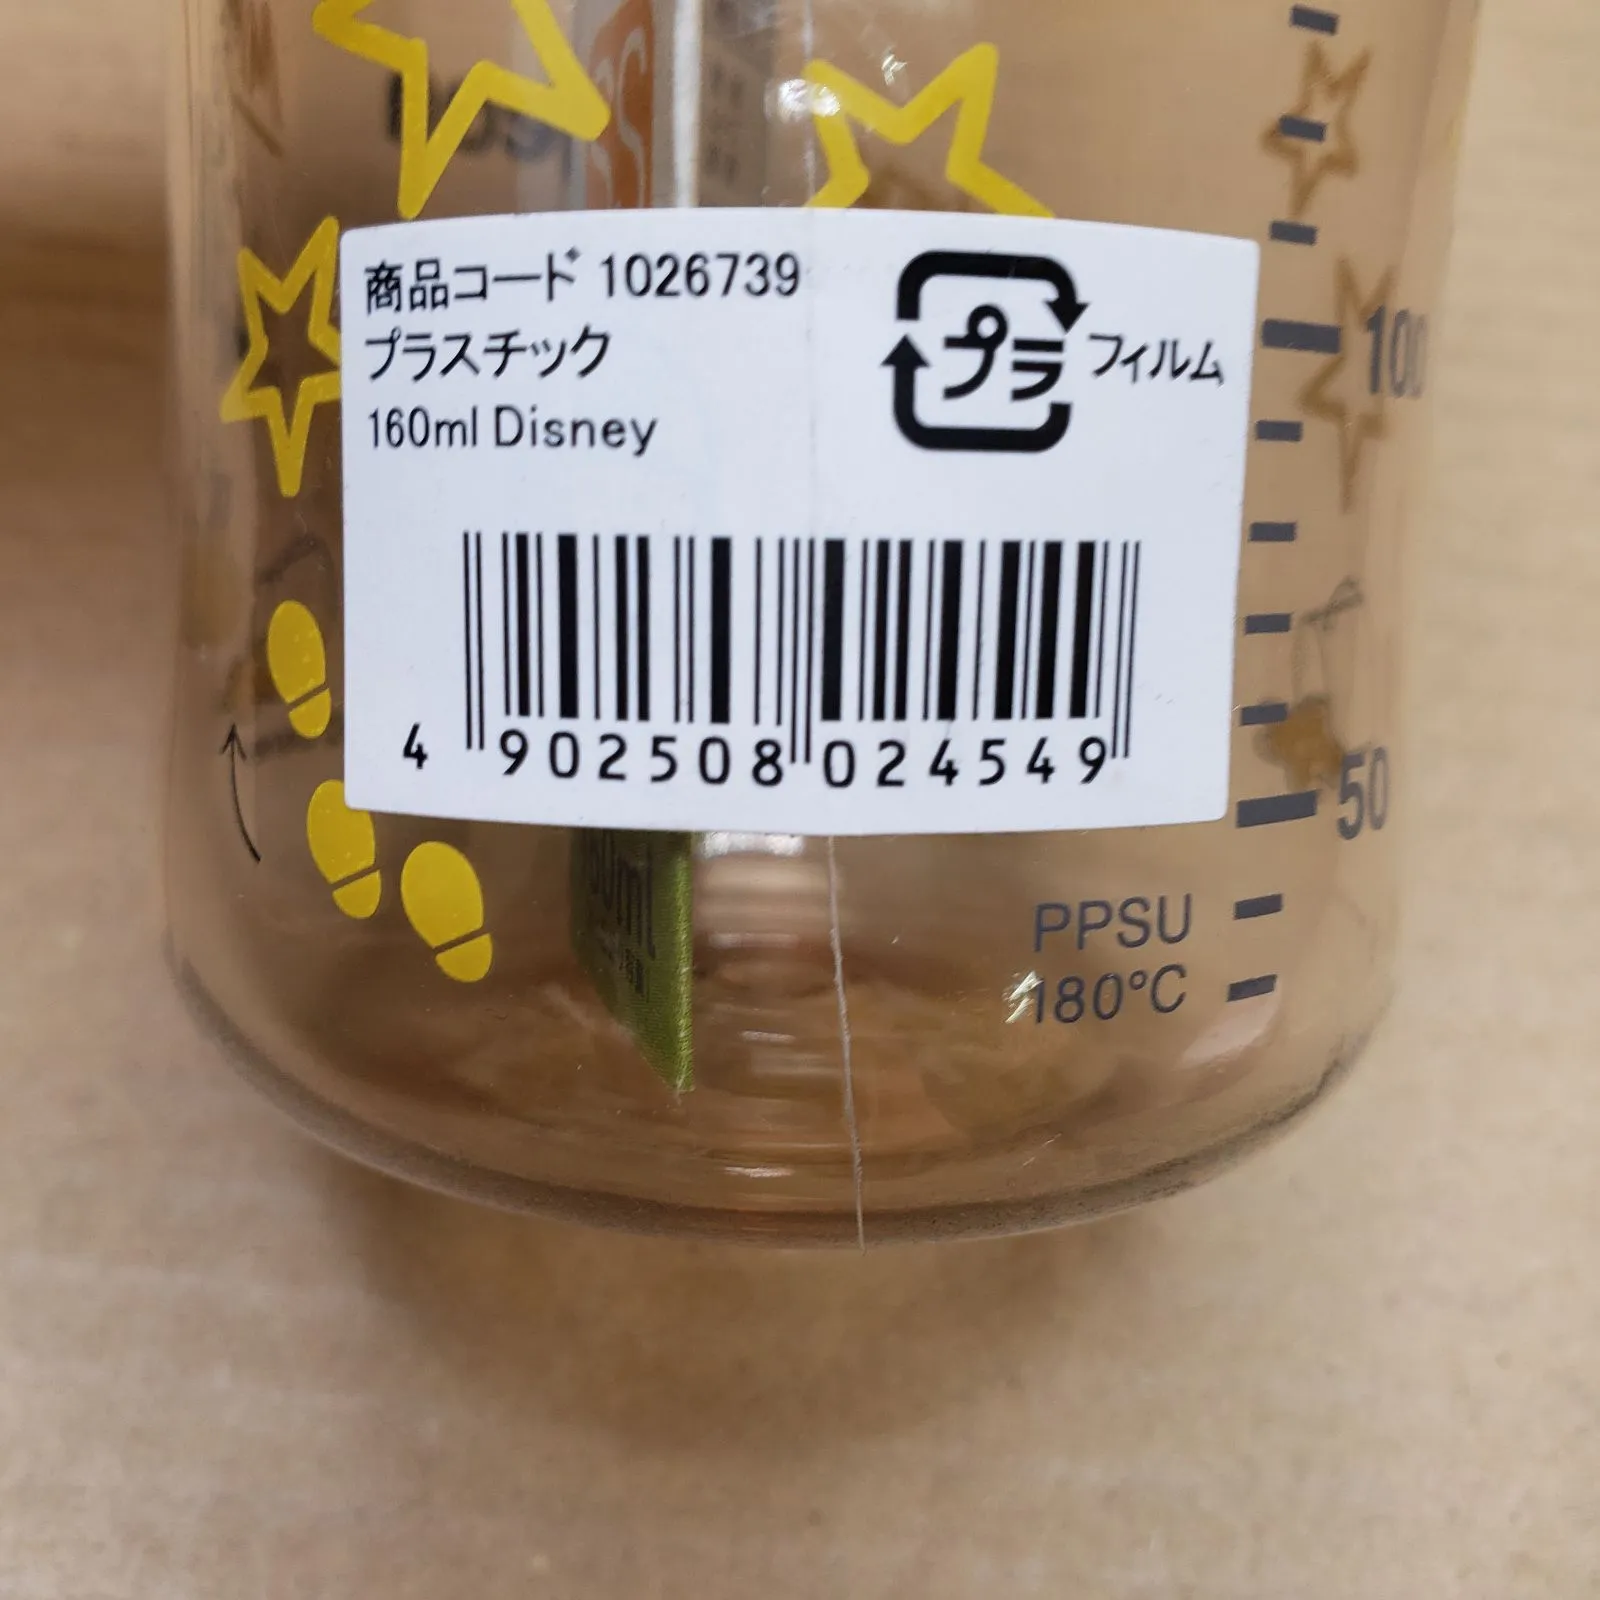 商品コード 1026739
プラスチック
160ml Disney
プラ フィルム
4 902508 024549
100
50
PPSU
180°C